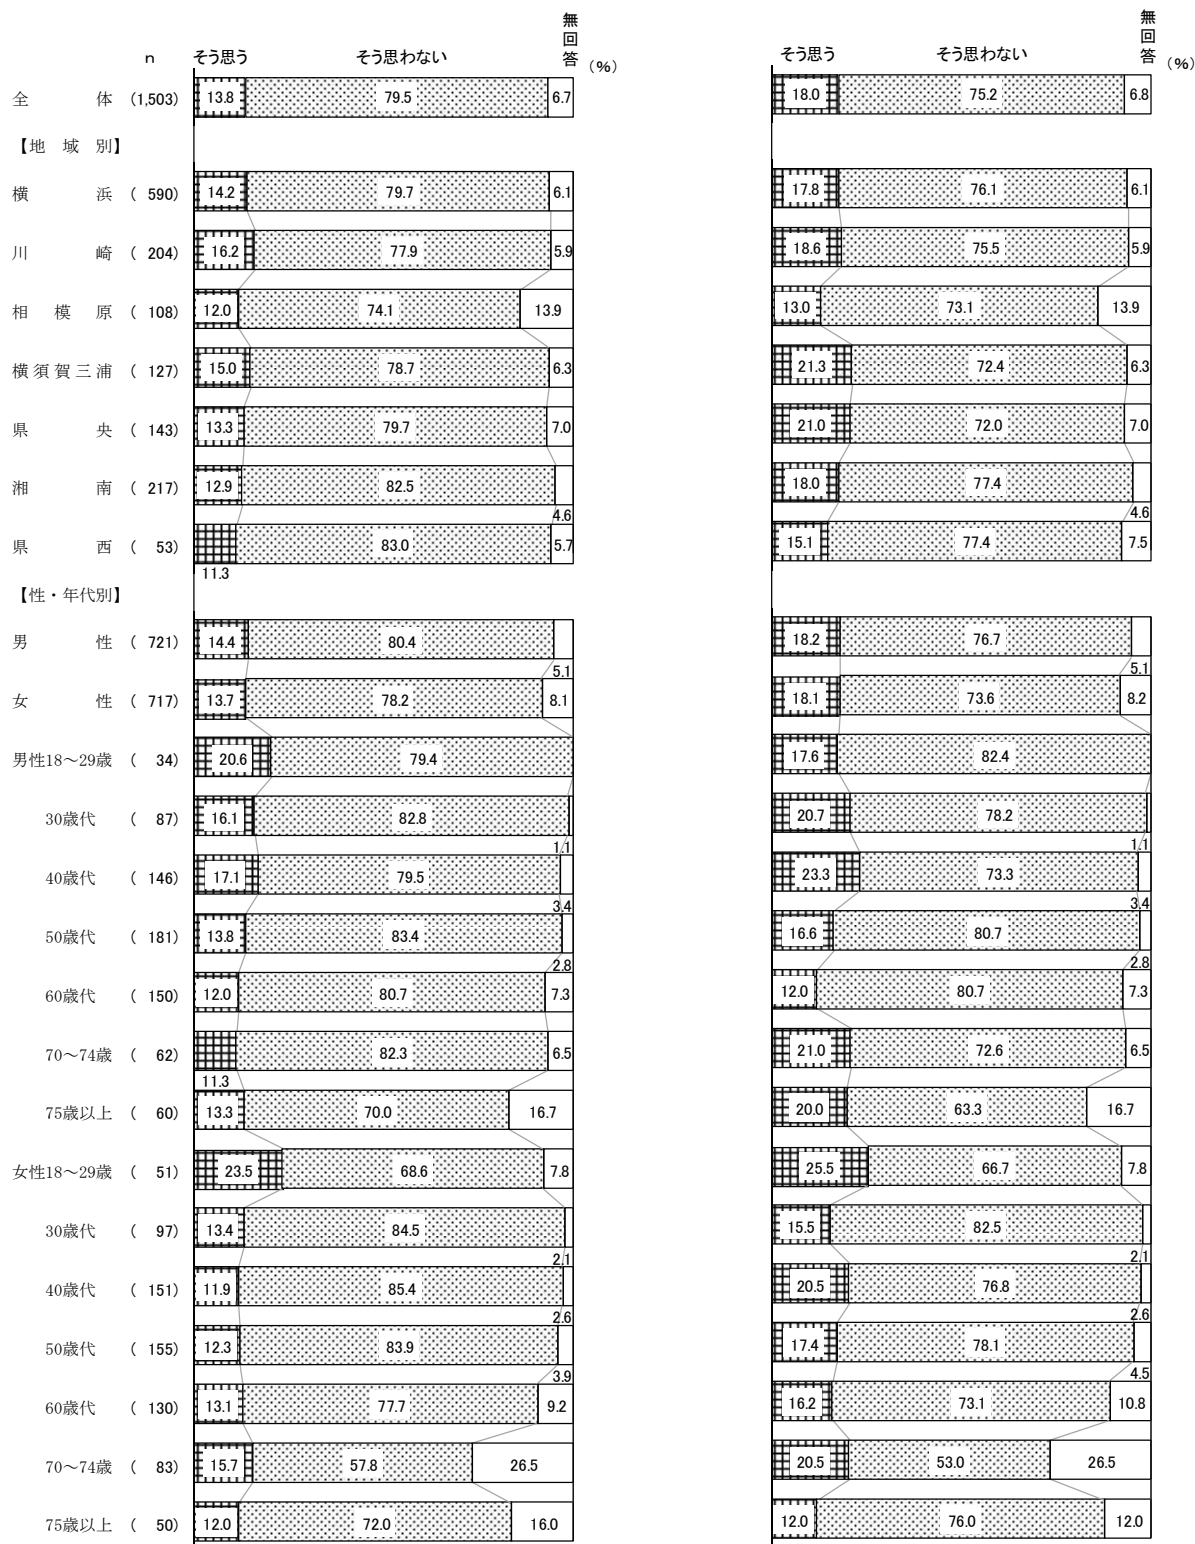 無回答 無回答
n そう思う そう思わない (%) そう思う そう思わない (%)
全体 (1,503) 13.8 79.5 6.7 18.0 75.2 6.8
【地域別】
横浜 (590) 14.2 79.7 6.1 17.8 76.1 6.1
川崎 (204) 16.2 77.9 5.9 18.6 75.5 5.9
相模原 (108) 12.0 74.1 13.9 13.0 73.1 13.9
横須賀三浦 (127) 15.0 78.7 6.3 21.3 72.4 6.3
県央 (143) 13.3 79.7 7.0 21.0 72.0 7.0
湘南 (217) 12.9 82.5 4.6 18.0 77.4 4.6
県西 (53) 11.3 83.0 5.7 15.1 77.4 7.5
【性・年代別】
男性 (721) 14.4 80.4 5.1 18.2 76.7 5.1
女性 (717) 13.7 78.2 8.1 18.1 73.6 8.2
男性18～29歳 (34) 20.6 79.4 17.6 82.4
30歳代 (87) 16.1 82.8 1.1 20.7 78.2 1.1
40歳代 (146) 17.1 79.5 3.4 23.3 73.3 3.4
50歳代 (181) 13.8 83.4 2.8 16.6 80.7 2.8
60歳代 (150) 12.0 80.7 7.3 12.0 80.7 7.3
70～74歳 (62) 11.3 82.3 6.5 21.0 72.6 6.5
75歳以上 (60) 13.3 70.0 16.7 20.0 63.3 16.7
女性18～29歳 (51) 23.5 68.6 7.8 25.5 66.7 7.8
30歳代 (97) 13.4 84.5 2.1 15.5 82.5 2.1
40歳代 (151) 11.9 85.4 2.6 20.5 76.8 2.6
50歳代 (155) 12.3 83.9 3.9 17.4 78.1 4.5
60歳代 (130) 13.1 77.7 9.2 16.2 73.1 10.8
70～74歳 (83) 15.7 57.8 26.5 20.5 53.0 26.5
75歳以上 (50) 12.0 72.0 16.0 12.0 76.0 12.0